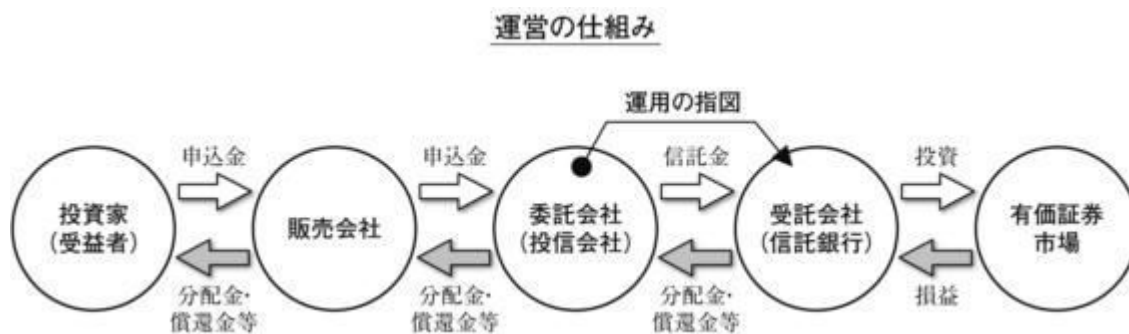 運営の仕組み
運用の指図
申込金
申込金
信託金
投資
投資家
（受益者）
販売会社
委託会社
（投信会社）
受託会社
（信託銀行）
有価証券
市場
分配金・
償還金等
分配金・
償還金等
分配金・
償還金等
損益